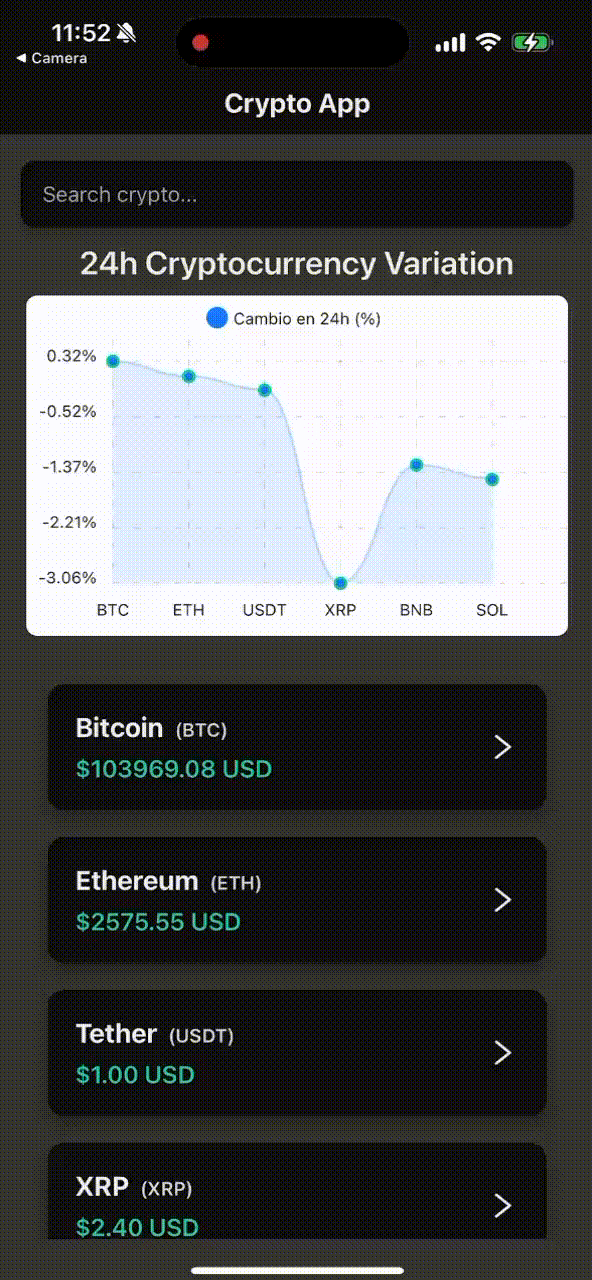 11:52
◀ Camera
Crypto App
Search crypto...
24h Cryptocurrency Variation
Cambio en 24h (%)
0.32%
-0.52%
-1.37%
-2.21%
-3.06%
BTC ETH USDT XRP BNB SOL
Bitcoin (BTC)
$103969.08 USD
Ethereum (ETH)
$2575.55 USD
Tether (USDT)
$1.00 USD
XRP (XRP)
$2.40 USD